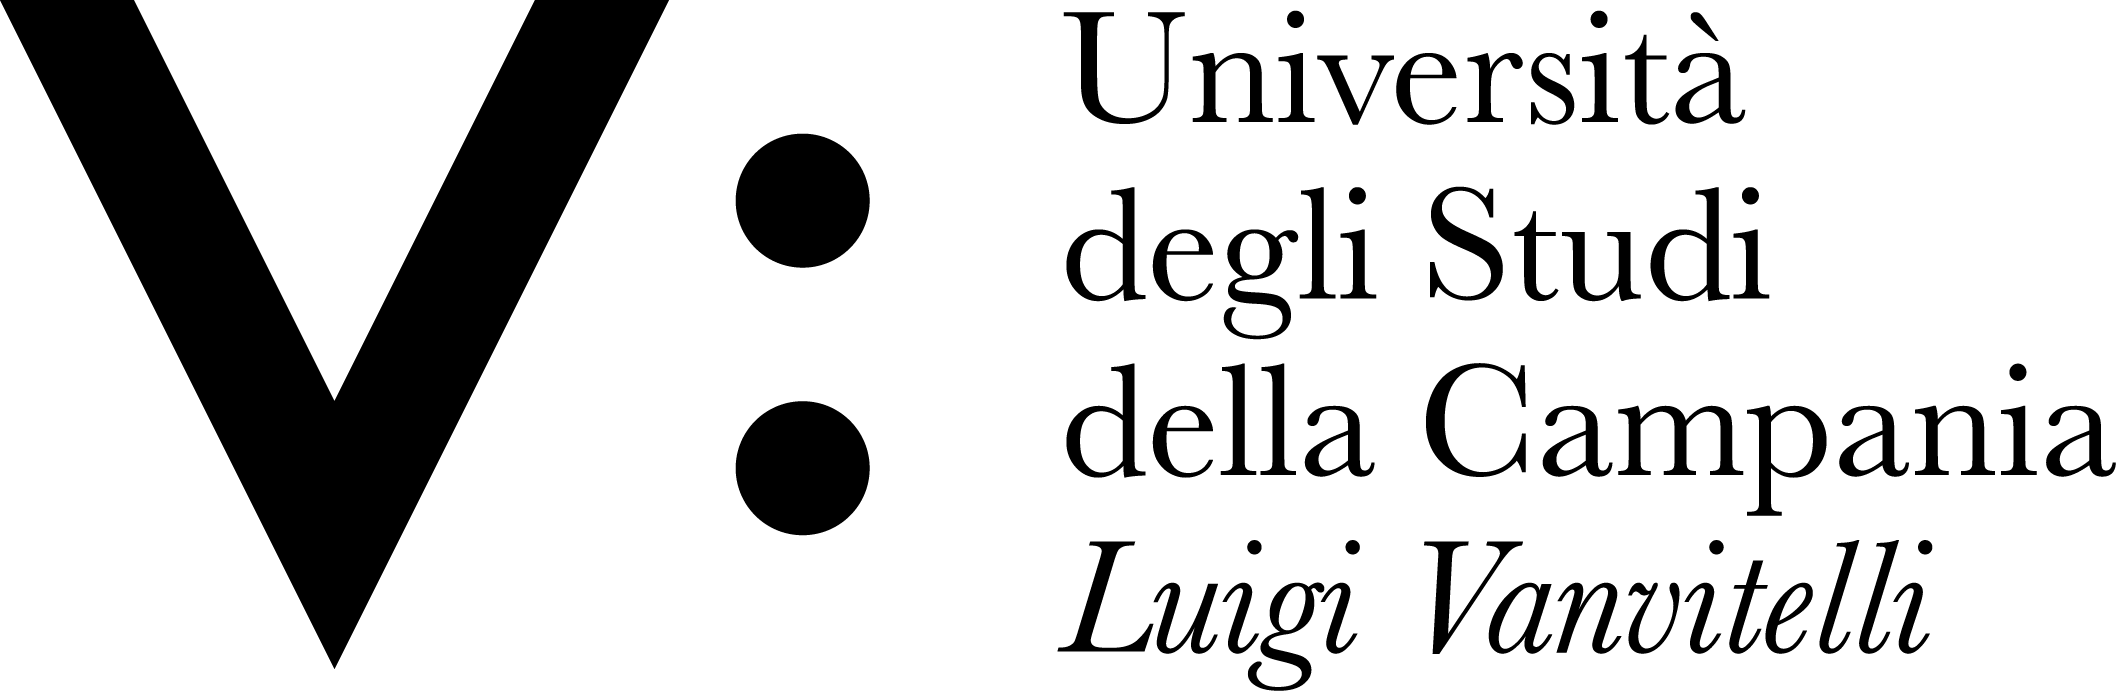 V:
Università
degli Studi
della Campania
Luigi Vanvitelli